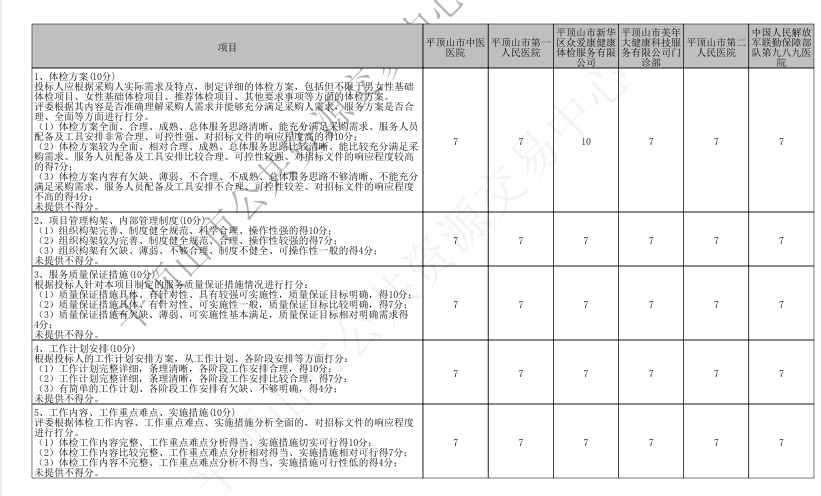 项目
平顶山市中医
医院
平顶山市第一
人民医院
平顶山市新华
区众爱康健康
体检服务有限
公司
平顶山市美年
大健康科技服
务有限公司门
诊部
平顶山市第二
人民医院
中国人民解放
军联勤保障部
队第九八九医
院
1、体检方案(10分)
投标人应根据采购人实际需求及特点，制定详细的体检方案，包括但不限于男女性基础
体检项目、女性基础体检项目、推荐体检项目、其他要求事项等方面的体检方案。
评委根据其内容是否准确理解采购人需求并能够充分满足采购人需求，服务方案是否合
理、全面等方面进行打分。
（1）体检方案全面、合理、成熟、总体服务思路清晰、能充分满足采购需求、服务人员
配备及工具安排非常合理、可控性强、对招标文件的响应程度高的得10分；
（2）体检方案较为全面、相对合理、成熟、总体服务思路比较清晰、能比较充分满足采
购需求、服务人员配备及工具安排比较合理、可控性较强、对招标文件的响应程度较高
的得7分；
（3）体检方案内容有欠缺、薄弱、不合理、不成熟、总体服务思路不够清晰、不能充分
满足采购需求、服务人员配备及工具安排不合理、可控性较差、对招标文件的响应程度
不高的得4分；
未提供不得分。
7 7 10 7 7 7
2、项目管理构架、内部管理制度(10分)
（1）组织构架完善、制度健全规范、科学合理、操作性强的得10分；
（2）组织构架较为完善、制度健全规范、合理、操作性较强的得7分；
（3）组织构架有欠缺、薄弱、不够合理、制度不健全、可操作性一般的得4分；
未提供不得分。
7 7 7 7 7 7
3、服务质量保证措施(10分)
根据投标人针对本项目制定的服务质量保证措施情况进行打分：
（1）质量保证措施具体、有针对性、具有较强可实施性，质量保证目标明确，得10分；
（2）质量保证措施具体、有针对性、可实施性一般，质量保证目标比较明确，得7分；
（3）质量保证措施有欠缺、薄弱、可实施性基本满足，质量保证目标相对明确需求得
4分；
未提供不得分。
7 7 7 7 7 7
4、工作计划安排(10分)
根据投标人的工作计划安排方案，从工作计划、各阶段安排等方面打分：
（1）工作计划完整详细，条理清晰，各阶段工作安排合理，得10分；
（2）工作计划完整详细，条理清晰，各阶段工作安排比较合理，得7分；
（3）有简单的工作计划、各阶段工作安排有欠缺、不够明确，得4分；
未提供不得分。
7 7 7 7 7 7
5、工作内容、工作重点难点、实施措施(10分)
评委根据体检工作内容、工作重点难点、实施措施分析全面的，对招标文件的响应程度
进行打分。
（1）体检工作内容完整、工作重点难点分析得当、实施措施切实可行得10分；
（2）体检工作内容比较完整、工作重点难点分析相对得当、实施措施相对可行得7分；
（3）体检工作内容不完整、工作重点难点分析不得当、实施措施可行性低的得4分；
未提供不得分。
7 7 7 7 7 7
平顶山市公共资源交易中心
平顶山市公共资源交易中心